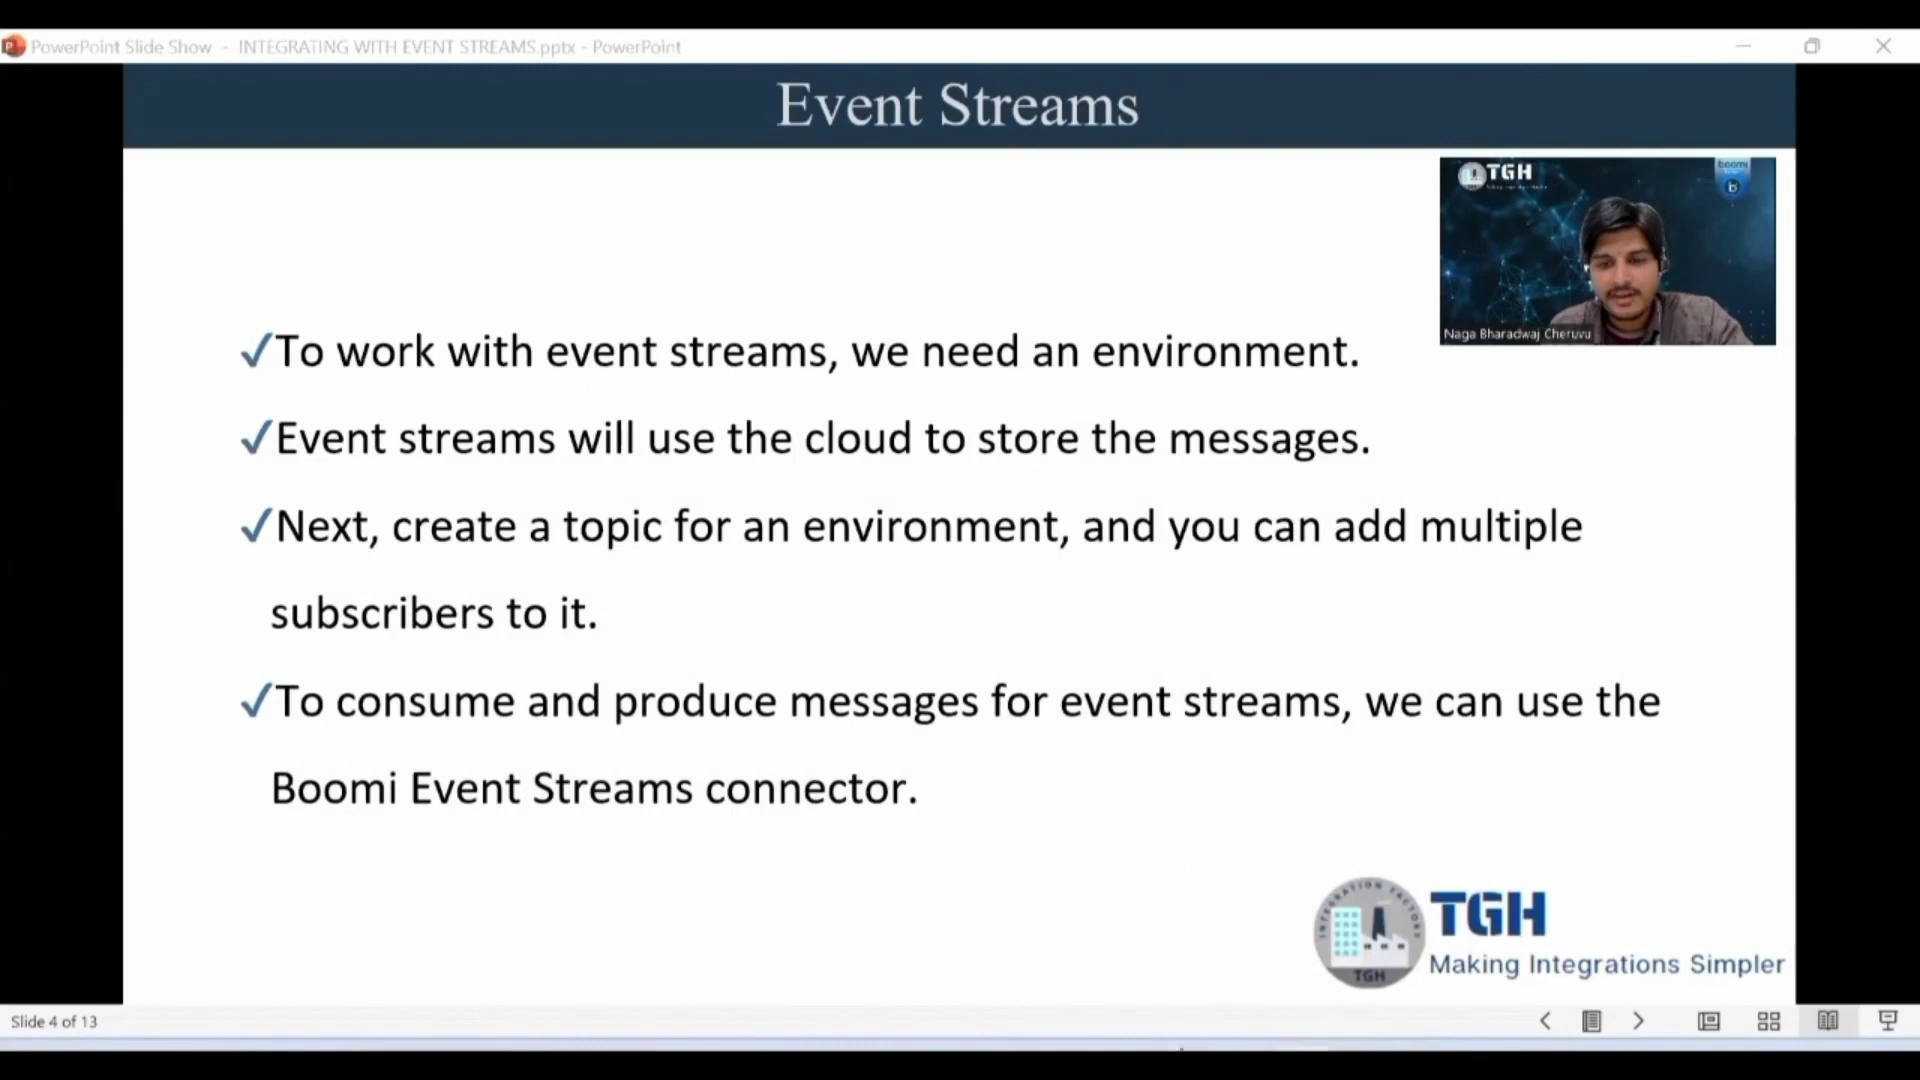 PowerPoint Slide Show - INTEGRATING WITH EVENT STREAMS.pptx - PowerPoint
Event Streams
TGH
boomi
b
Naga Bharadwaj Cheruvu
✓To work with event streams, we need an environment.
✓Event streams will use the cloud to store the messages.
✓Next, create a topic for an environment, and you can add multiple
subscribers to it.
✓To consume and produce messages for event streams, we can use the
Boomi Event Streams connector.
INTEGRATION FACTORY
TGH
TGH
Making Integrations Simpler
Slide 4 of 13